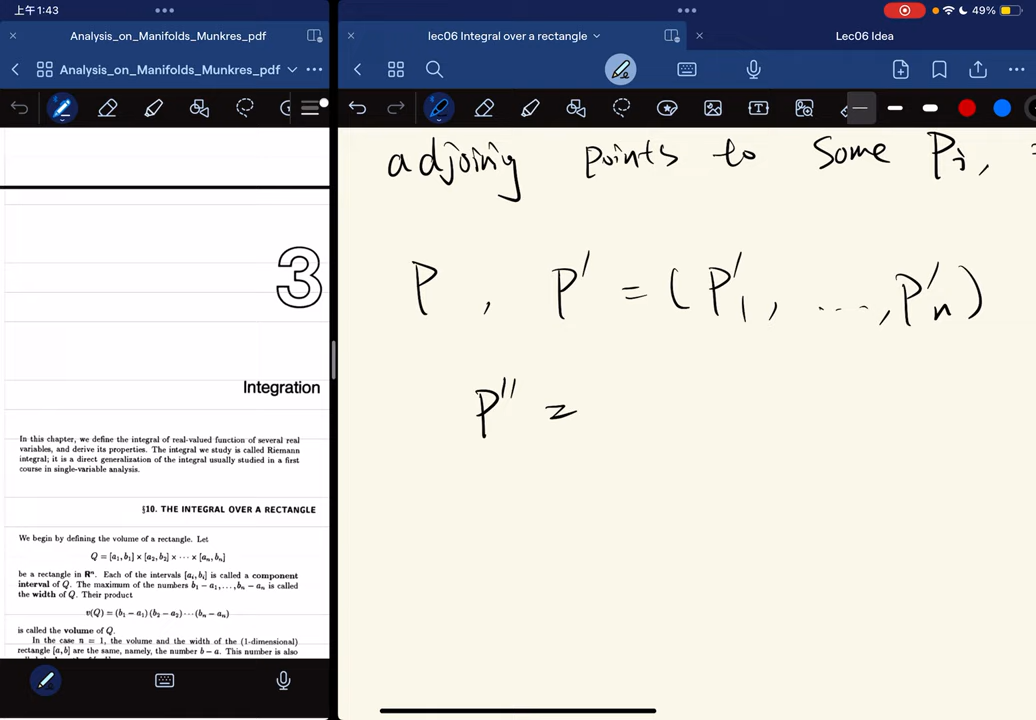 上午1:43
49%
Analysis_on_Manifolds_Munkres_pdf
lec06 Integral over a rectangle
Lec06 Idea
Analysis_on_Manifolds_Munkres_pdf
3
Integration
In this chapter, we define the integral of real-valued function of several real
variables, and derive its properties. The integral we study is called Riemann
integral; it is a direct generalization of the integral usually studied in a first
course in single-variable analysis.
§10. THE INTEGRAL OVER A RECTANGLE
We begin by defining the volume of a rectangle. Let
Q = [a₁, b₁] × [a₂, b₂] × ··· × [aₙ, bₙ]
be a rectangle in Rⁿ. Each of the intervals [aᵢ, bᵢ] is called a component
interval of Q. The maximum of the numbers b₁ − a₁, ..., bₙ − aₙ is called
the width of Q. Their product
v(Q) = (b₁ − a₁)(b₂ − a₂)···(bₙ − aₙ)
is called the volume of Q.
In the case n = 1, the volume and the width of the (1-dimensional)
rectangle [a, b] are the same, namely, the number b − a. This number is also
adjoing points to some Pᵢ,
P , P' = (P'₁, ..., P'ₙ)
P'' =